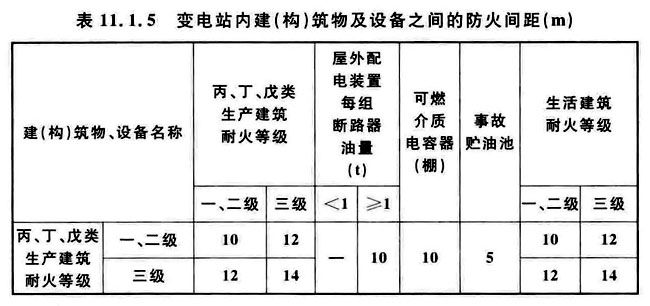 表 11.1.5 变电站内建(构)筑物及设备之间的防火间距(m)
建(构)筑物、设备名称
丙、丁、戊类
生产建筑
耐火等级
屋外配
电装置
每组
断路器
油量
(t)
可燃
介质
电容器
(棚)
事故
贮油池
生活建筑
耐火等级
一、二级 三级 <1 ≥1 一、二级 三级
丙、丁、戊类
生产建筑
耐火等级
一、二级 10 12 — 10 10 5 10 12
三级 12 14 12 14